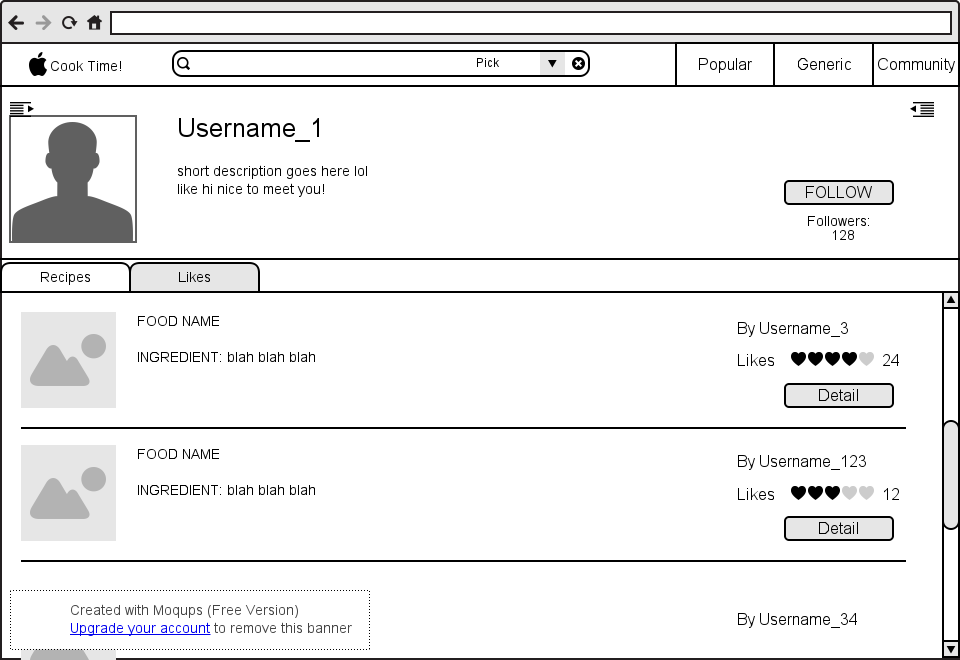 Cook Time!
Pick
Popular
Generic
Community
Username_1
short description goes here lol
like hi nice to meet you!
FOLLOW
Followers:
128
Recipes
Likes
FOOD NAME
By Username_3
INGREDIENT: blah blah blah
Likes 24
Detail
FOOD NAME
By Username_123
INGREDIENT: blah blah blah
Likes 12
Detail
Created with Moqups (Free Version)
Upgrade your account to remove this banner
By Username_34